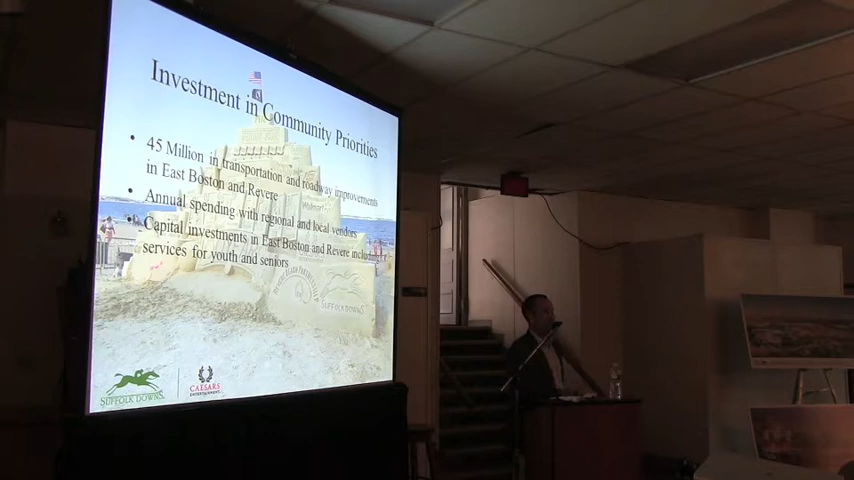 Investment in Community Priorities
• 45 Million in transportation and roadway improvements
in East Boston and Revere
• Annual spending with regional and local vendors
• Capital investments in East Boston and Revere
services for youth and seniors
SUFFOLK DOWNS
SUFFOLK DOWNS
CAESARS
ENTERTAINMENT